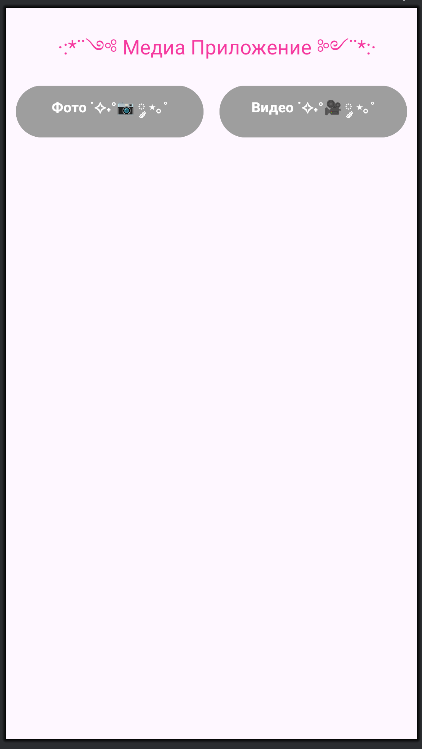 ‧:*¨༺༻ Медиа Приложение ༺༻¨*:‧
Фото ˙✧˖°📷 ༘ ⋆｡˚
Видео ˙✧˖°🎥 ༘ ⋆｡˚